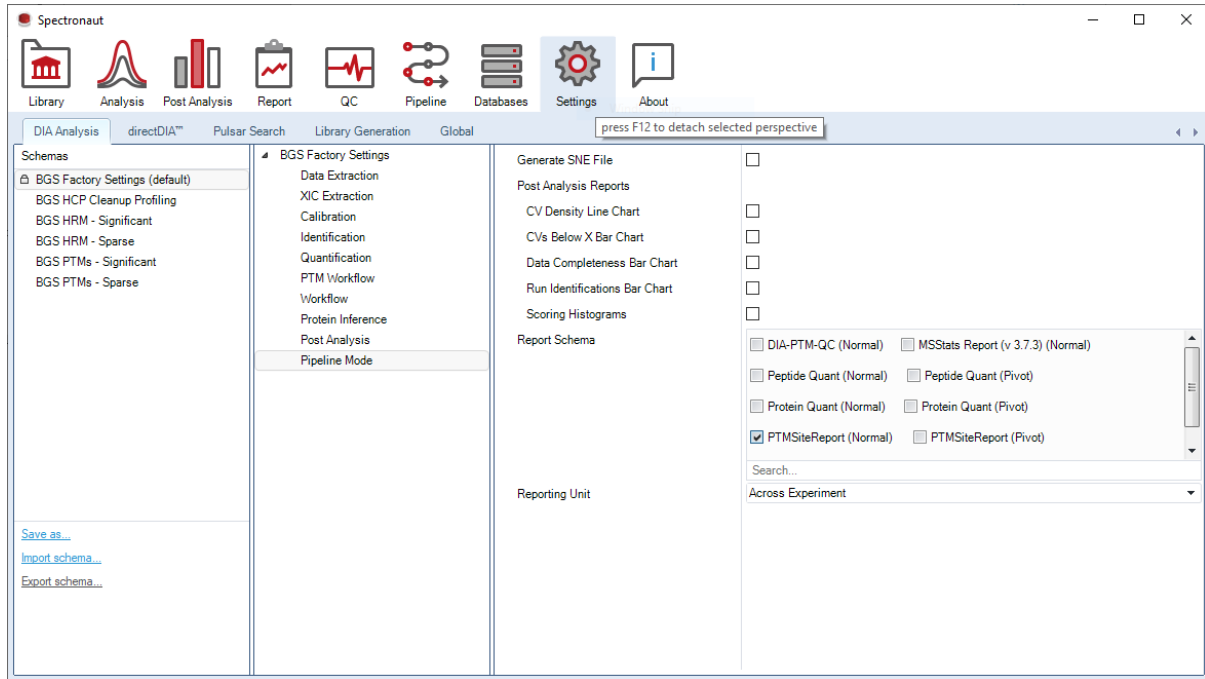 Spectronaut
Library Analysis Post Analysis Report QC Pipeline Databases Settings About
DIA Analysis directDIA™ Pulsar Search Library Generation Global
press F12 to detach selected perspective
Schemas
BGS Factory Settings (default)
BGS HCP Cleanup Profiling
BGS HRM - Significant
BGS HRM - Sparse
BGS PTMs - Significant
BGS PTMs - Sparse
Save as...
Import schema...
Export schema...
BGS Factory Settings
Data Extraction
XIC Extraction
Calibration
Identification
Quantification
PTM Workflow
Workflow
Protein Inference
Post Analysis
Pipeline Mode
Generate SNE File
Post Analysis Reports
CV Density Line Chart
CVs Below X Bar Chart
Data Completeness Bar Chart
Run Identifications Bar Chart
Scoring Histograms
Report Schema
DIA-PTM-QC (Normal) MSStats Report (v 3.7.3) (Normal)
Peptide Quant (Normal) Peptide Quant (Pivot)
Protein Quant (Normal) Protein Quant (Pivot)
PTMSiteReport (Normal) PTMSiteReport (Pivot)
Search...
Reporting Unit Across Experiment